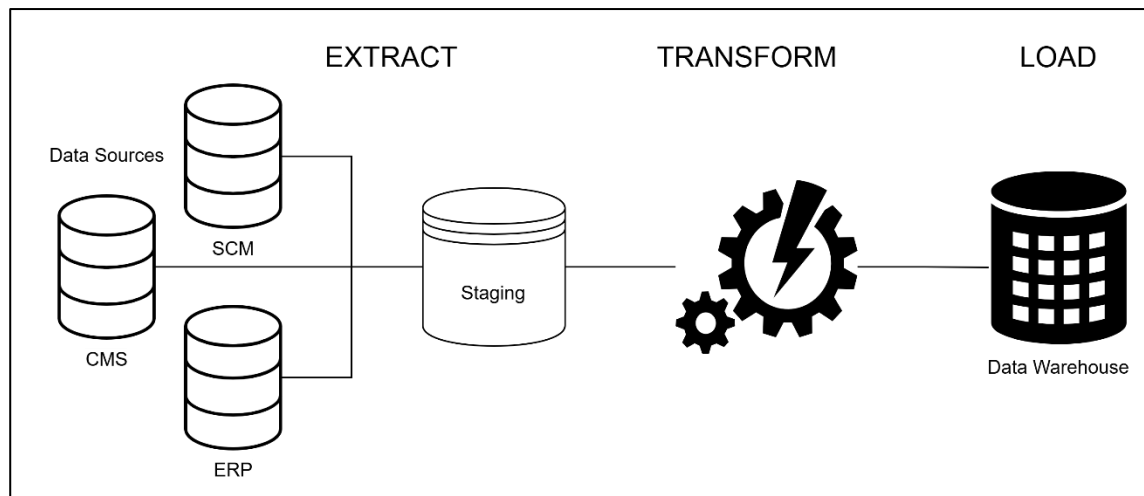 EXTRACT
TRANSFORM
LOAD
Data Sources
SCM
CMS
ERP
Staging
Data Warehouse